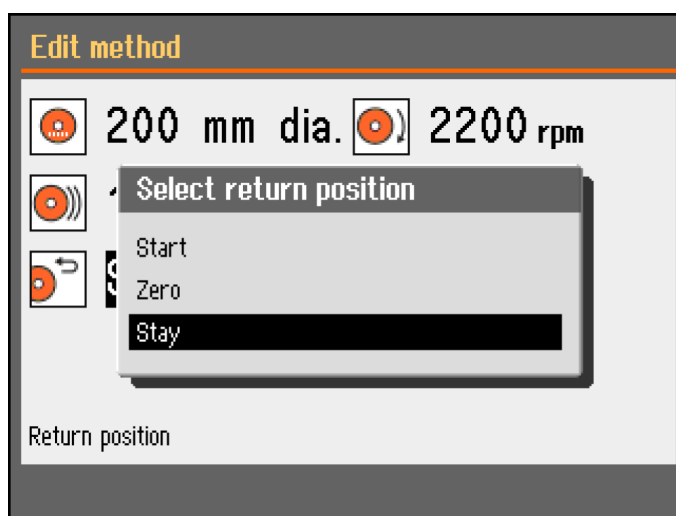 Edit method
200 mm dia. 2200 rpm
Select return position
Start
Zero
Stay
Return position